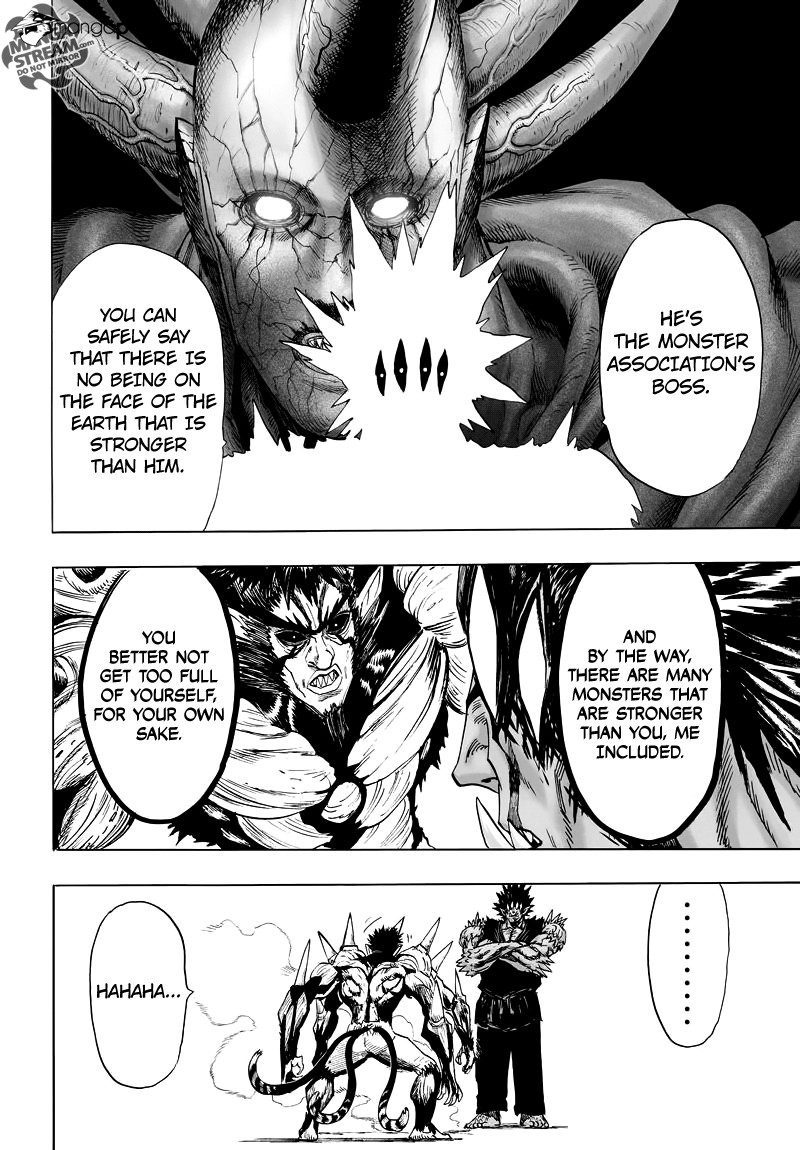 mangap
MANGA
STREAM.com
DO NOT MIRROR
HE'S
THE MONSTER
ASSOCIATION'S
BOSS.
YOU CAN
SAFELY SAY
THAT THERE IS
NO BEING ON
THE FACE OF THE
EARTH THAT IS
STRONGER
THAN HIM.
AND
BY THE WAY,
THERE ARE MANY
MONSTERS THAT
ARE STRONGER
THAN YOU, ME
INCLUDED.
YOU
BETTER NOT
GET TOO FULL
OF YOURSELF,
FOR YOUR OWN
SAKE.
.........
HAHAHA...